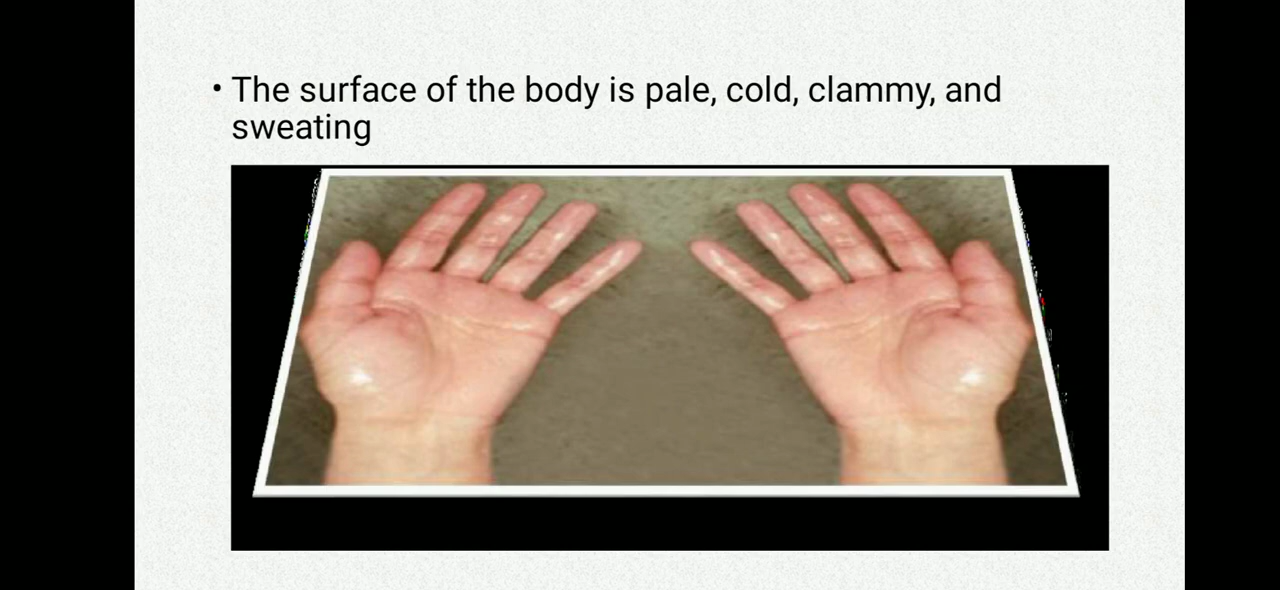 • The surface of the body is pale, cold, clammy, and
sweating